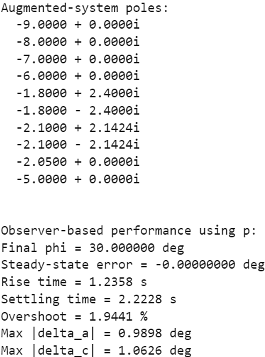 Augmented-system poles:
-9.0000 + 0.0000i
-8.0000 + 0.0000i
-7.0000 + 0.0000i
-6.0000 + 0.0000i
-1.8000 + 2.4000i
-1.8000 - 2.4000i
-2.1000 + 2.1424i
-2.1000 - 2.1424i
-2.0500 + 0.0000i
-5.0000 + 0.0000i
Observer-based performance using p:
Final phi = 30.000000 deg
Steady-state error = -0.00000000 deg
Rise time = 1.2358 s
Settling time = 2.2228 s
Overshoot = 1.9441 %
Max |delta_a| = 0.9898 deg
Max |delta_c| = 1.0626 deg